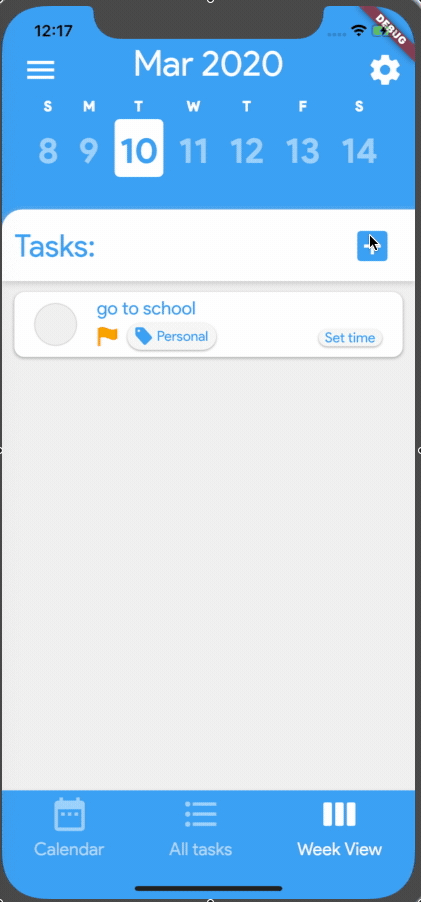 12:17
DEBUG
Mar 2020
S M T W T F S
8 9 10 11 12 13 14
Tasks:
go to school
Personal
Set time
Calendar
All tasks
Week View